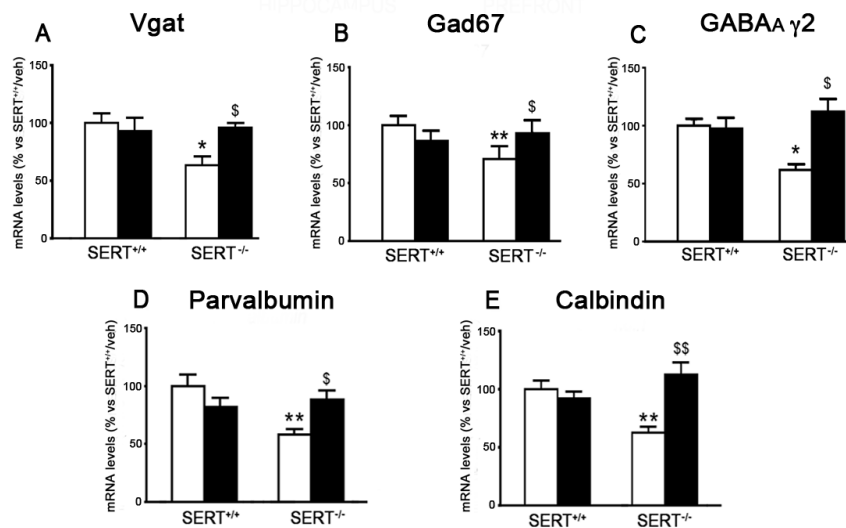 HIPPOCAMPUS PREFRONT
A Vgat
mRNA levels (% vs SERT+/+/veh)
150
100
50
0
*
$
SERT+/+ SERT-/-
B Gad67
mRNA levels (% vs SERT+/+/veh)
150
100
50
0
**
$
SERT+/+ SERT-/-
C GABAA γ2
mRNA levels (% vs SERT+/+/veh)
150
100
50
0
*
$
SERT+/+ SERT-/-
D Parvalbumin
mRNA levels (% vs SERT+/+/veh)
150
100
50
0
**
$
SERT+/+ SERT-/-
E Calbindin
mRNA levels (% vs SERT+/+/veh)
150
100
50
0
**
$$
SERT+/+ SERT-/-